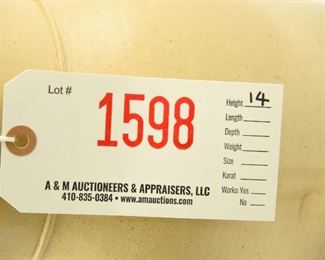 Lot #
1598
Height 14
Length
Depth
Weight
Size
Karat
Works: Yes
No
A & M AUCTIONEERS & APPRAISERS, LLC
410-835-0384 • www.amauctions.com